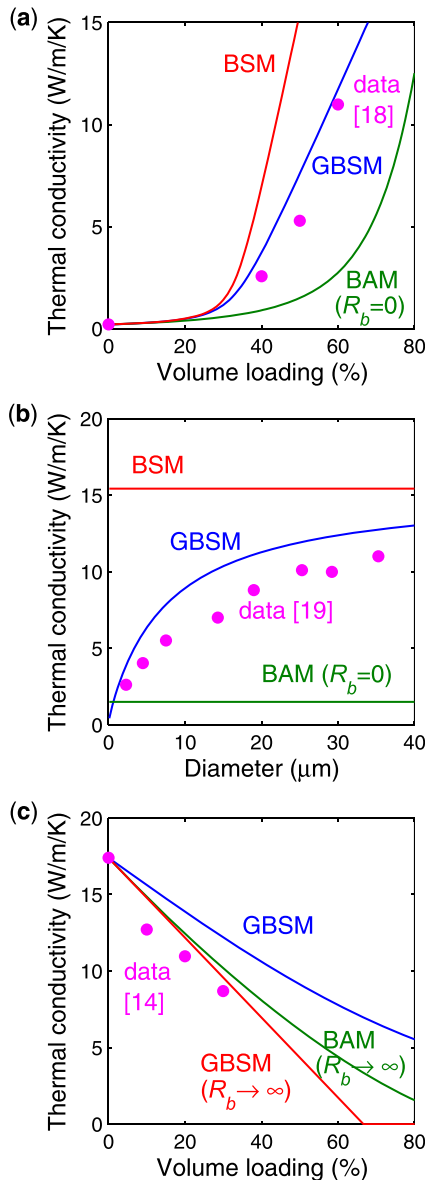 (a)
Thermal conductivity (W/m/K)
15
10
5
0
BSM
data
[18]
GBSM
BAM
(R_b=0)
0 20 40 60 80
Volume loading (%)
(b)
Thermal conductivity (W/m/K)
20
15
10
5
0
BSM
GBSM
data [19]
BAM (R_b=0)
0 10 20 30 40
Diameter (μm)
(c)
Thermal conductivity (W/m/K)
20
15
10
5
0
GBSM
data
[14]
BAM
(R_b→ ∞)
GBSM
(R_b→ ∞)
0 20 40 60 80
Volume loading (%)